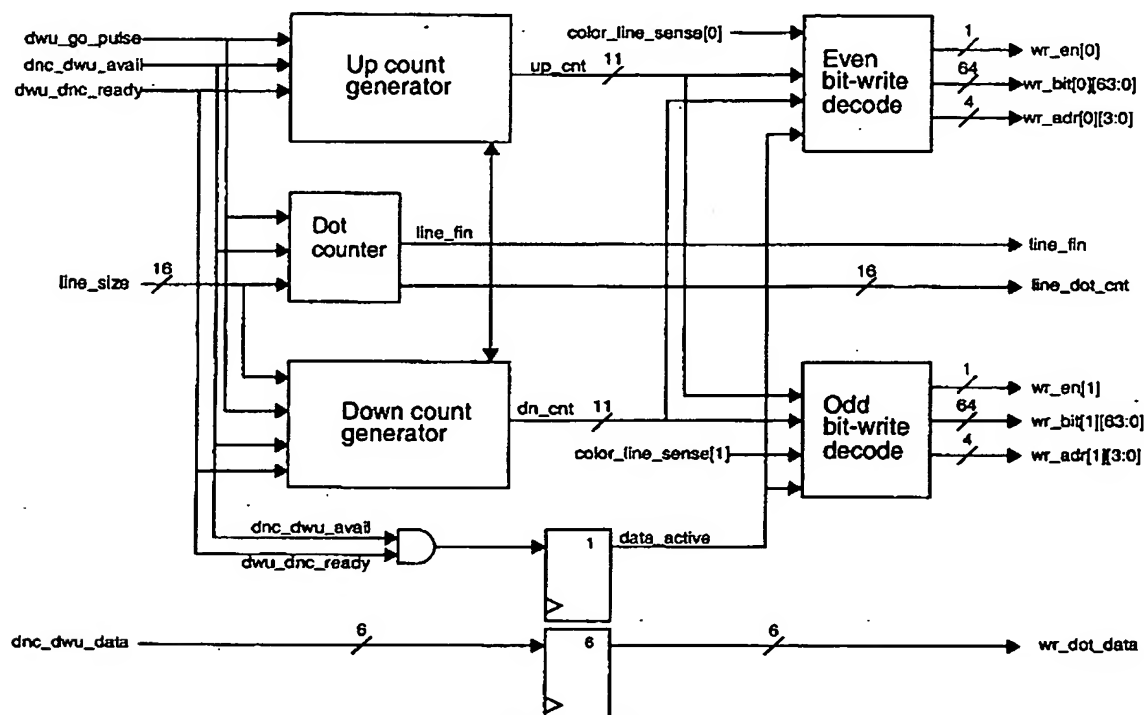 dwu_go_pulse
dnc_dwu_avail
dwu_dnc_ready
Up count
generator
up_cnt
11
color_line_sense[0]
Even
bit-write
decode
1
wr_en[0]
64
wr_bit[0][63:0]
4
wr_adr[0][3:0]
Dot
counter
line_fin
line_fin
line_size
16
16
line_dot_cnt
Down count
generator
dn_cnt
11
color_line_sense[1]
Odd
bit-write
decode
1
wr_en[1]
64
wr_bit[1][63:0]
4
wr_adr[1][3:0]
dnc_dwu_avail
dwu_dnc_ready
1
data_active
dnc_dwu_data
6
6
6
wr_dot_data